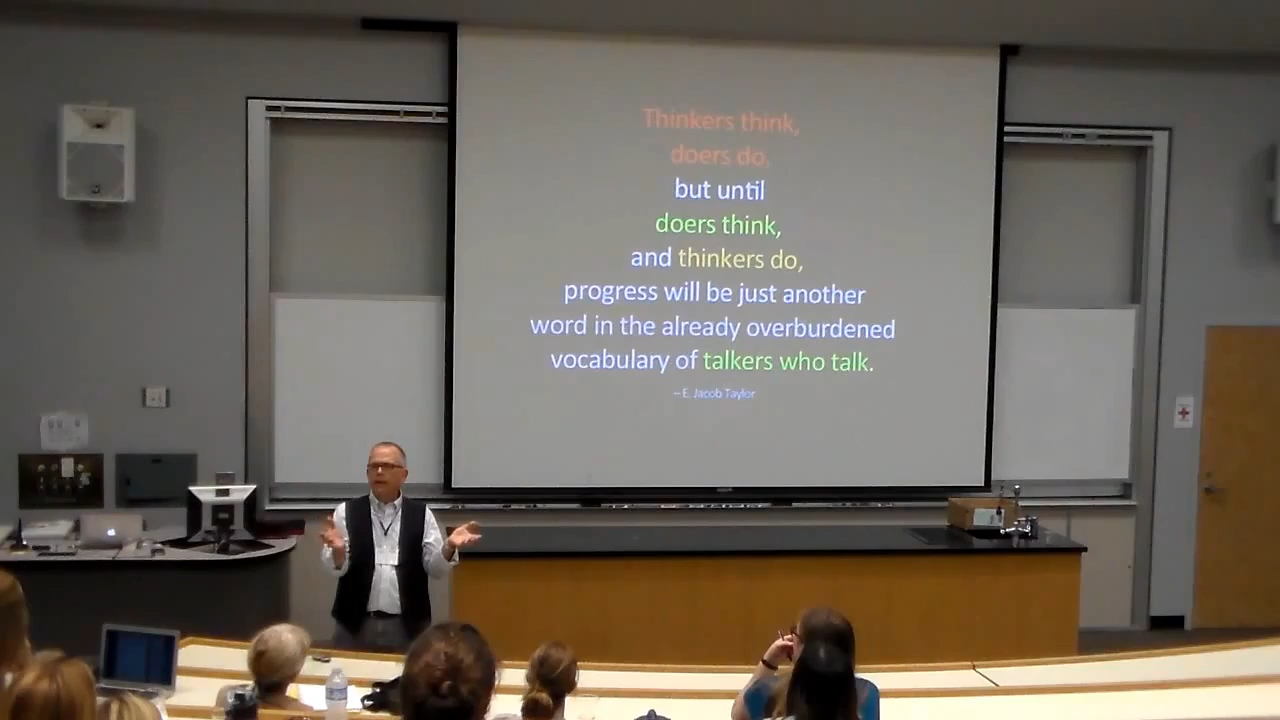 Thinkers think,
doers do,
but until
doers think,
and thinkers do,
progress will be just another
word in the already overburdened
vocabulary of talkers who talk.
– E. Jacob Taylor